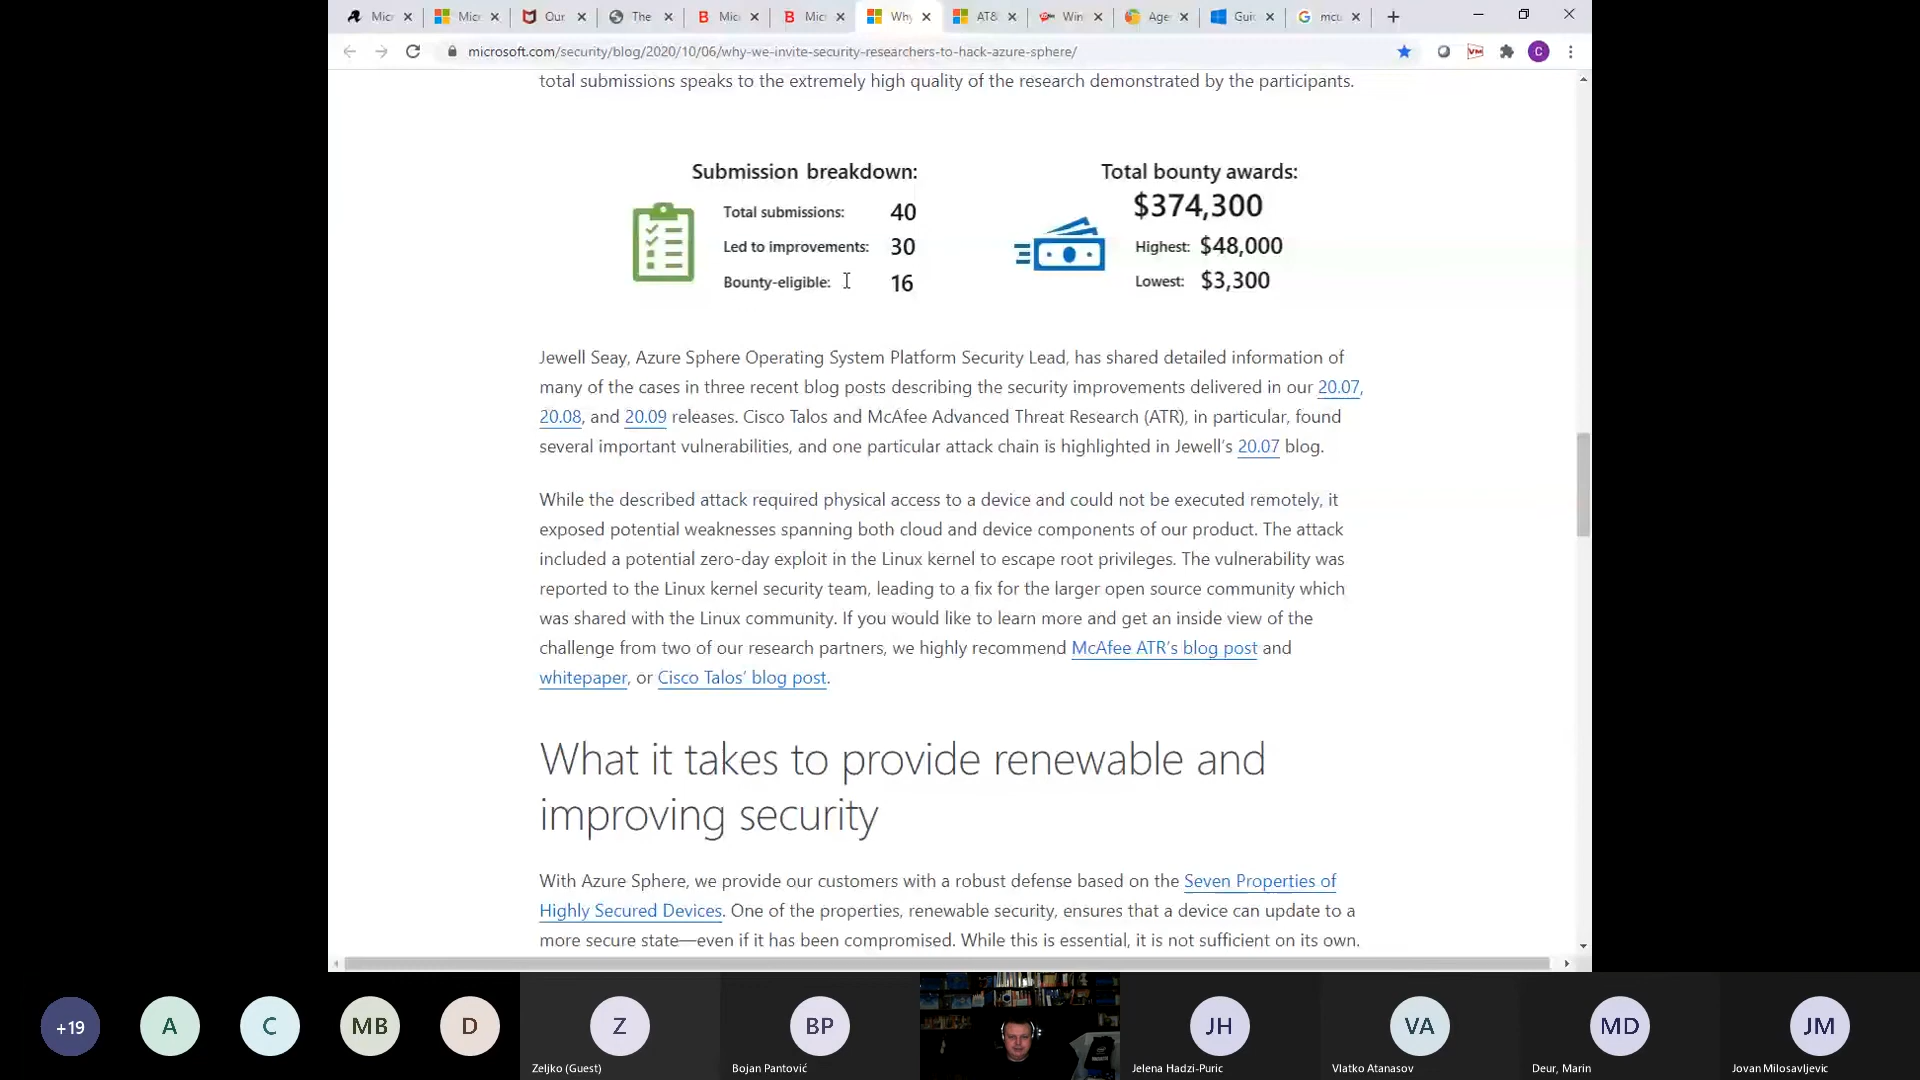 Micr
Micr
Our
The
Micr
Micr
Why
AT&
Win
Age
Guid
mcu
microsoft.com/security/blog/2020/10/06/why-we-invite-security-researchers-to-hack-azure-sphere/
VM
C
total submissions speaks to the extremely high quality of the research demonstrated by the participants.
Submission breakdown:
Total submissions: 40
Led to improvements: 30
Bounty-eligible: 16
Total bounty awards:
$374,300
Highest: $48,000
Lowest: $3,300
Jewell Seay, Azure Sphere Operating System Platform Security Lead, has shared detailed information of
many of the cases in three recent blog posts describing the security improvements delivered in our 20.07,
20.08, and 20.09 releases. Cisco Talos and McAfee Advanced Threat Research (ATR), in particular, found
several important vulnerabilities, and one particular attack chain is highlighted in Jewell's 20.07 blog.
While the described attack required physical access to a device and could not be executed remotely, it
exposed potential weaknesses spanning both cloud and device components of our product. The attack
included a potential zero-day exploit in the Linux kernel to escape root privileges. The vulnerability was
reported to the Linux kernel security team, leading to a fix for the larger open source community which
was shared with the Linux community. If you would like to learn more and get an inside view of the
challenge from two of our research partners, we highly recommend McAfee ATR's blog post and
whitepaper, or Cisco Talos' blog post.
What it takes to provide renewable and
improving security
With Azure Sphere, we provide our customers with a robust defense based on the Seven Properties of
Highly Secured Devices. One of the properties, renewable security, ensures that a device can update to a
more secure state—even if it has been compromised. While this is essential, it is not sufficient on its own.
+19
A
C
MB
D
Z
BP
JH
VA
MD
JM
Zeljko (Guest)
Bojan Pantović
Jelena Hadzi-Puric
Vlatko Atanasov
Deur, Marin
Jovan Milosavljevic